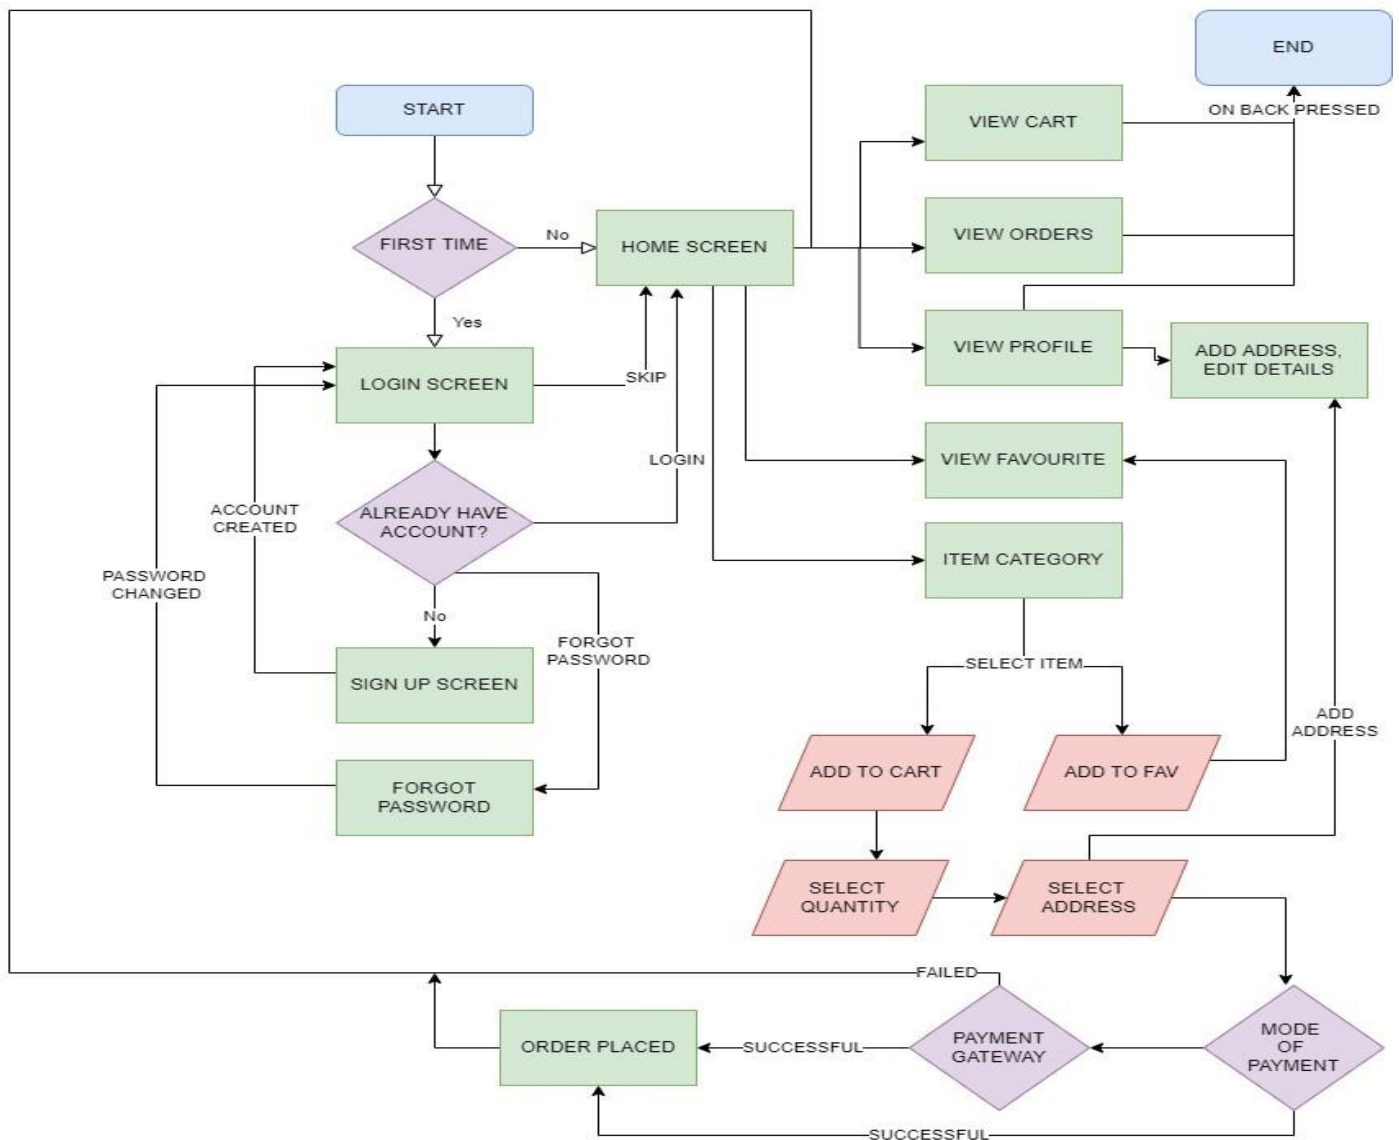 END
START
VIEW CART
ON BACK PRESSED
FIRST TIME
No
HOME SCREEN
VIEW ORDERS
Yes
LOGIN SCREEN
SKIP
VIEW PROFILE
ADD ADDRESS,
EDIT DETAILS
LOGIN
VIEW FAVOURITE
ACCOUNT
CREATED
ALREADY HAVE
ACCOUNT?
ITEM CATEGORY
PASSWORD
CHANGED
No
FORGOT
PASSWORD
SELECT ITEM
SIGN UP SCREEN
ADD
ADDRESS
FORGOT
PASSWORD
ADD TO CART
ADD TO FAV
SELECT
QUANTITY
SELECT
ADDRESS
FAILED
ORDER PLACED
SUCCESSFUL
PAYMENT
GATEWAY
MODE
OF
PAYMENT
SUCCESSFUL